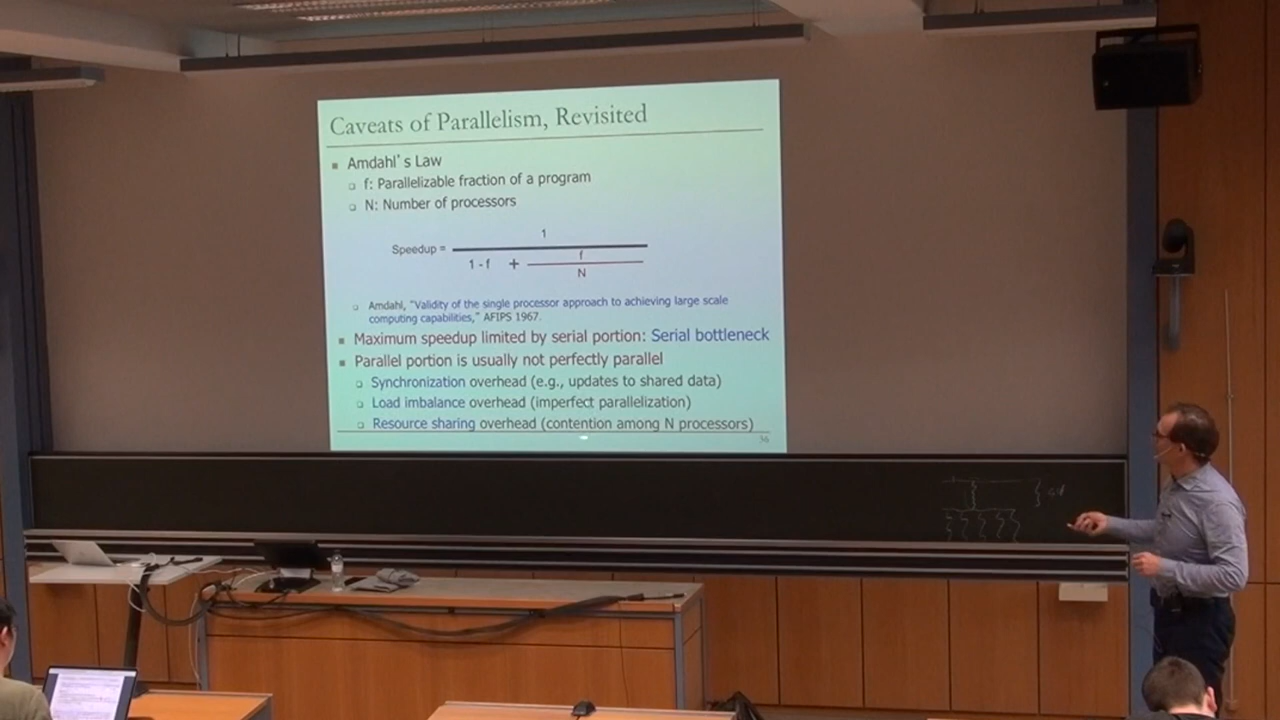 Caveats of Parallelism, Revisited
Amdahl's Law
f: Parallelizable fraction of a program
N: Number of processors
1
Speedup =
f
1 - f +
N
Amdahl, "Validity of the single processor approach to achieving large scale
computing capabilities," AFIPS 1967.
Maximum speedup limited by serial portion: Serial bottleneck
Parallel portion is usually not perfectly parallel
Synchronization overhead (e.g., updates to shared data)
Load imbalance overhead (imperfect parallelization)
Resource sharing overhead (contention among N processors)
36